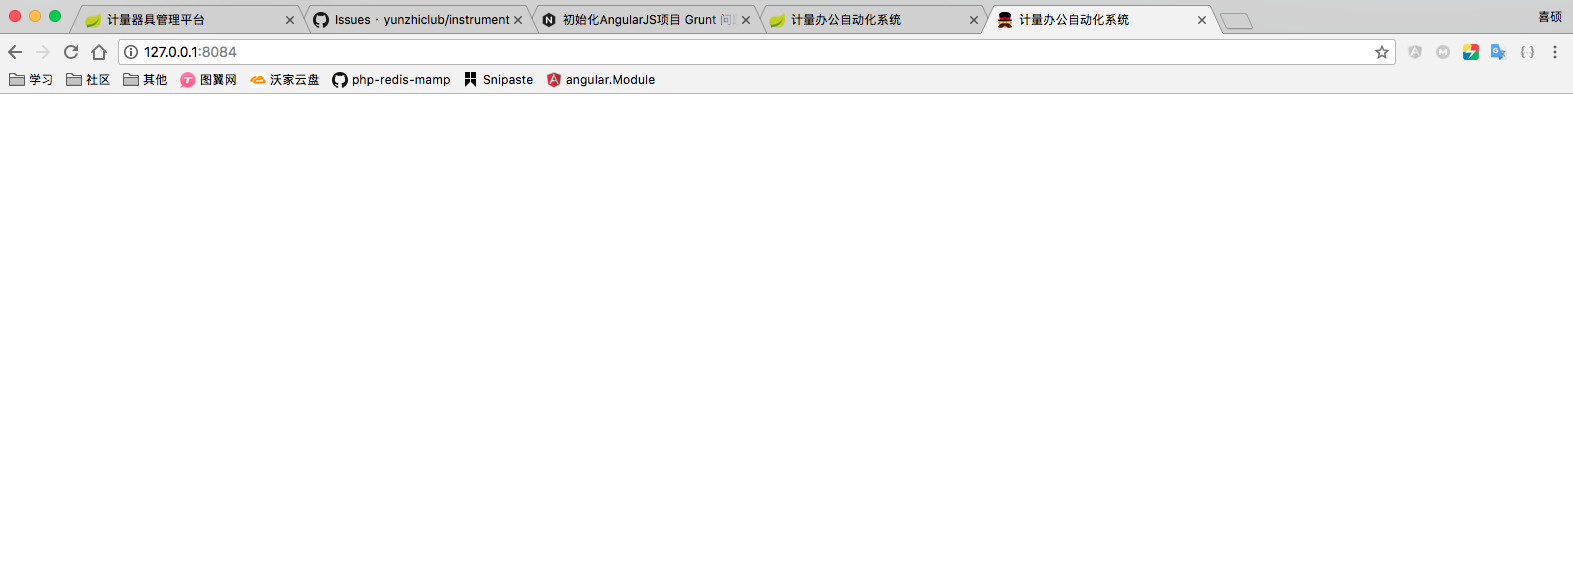 计量器具管理平台
Issues · yunzhiclub/instrument
初始化AngularJS项目 Grunt 问
计量办公自动化系统
计量办公自动化系统
喜硕
127.0.0.1:8084
学习
社区
其他
图翼网
沃家云盘
php-redis-mamp
Snipaste
angular.Module